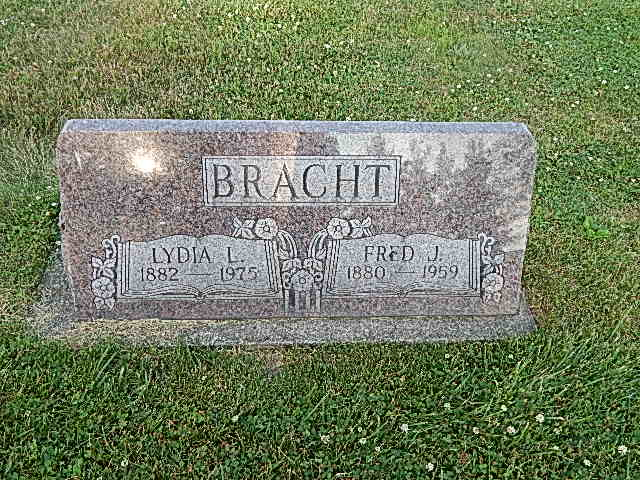 BRACHT
LYDIA L.
1882 — 1975
FRED J.
1880 — 1959